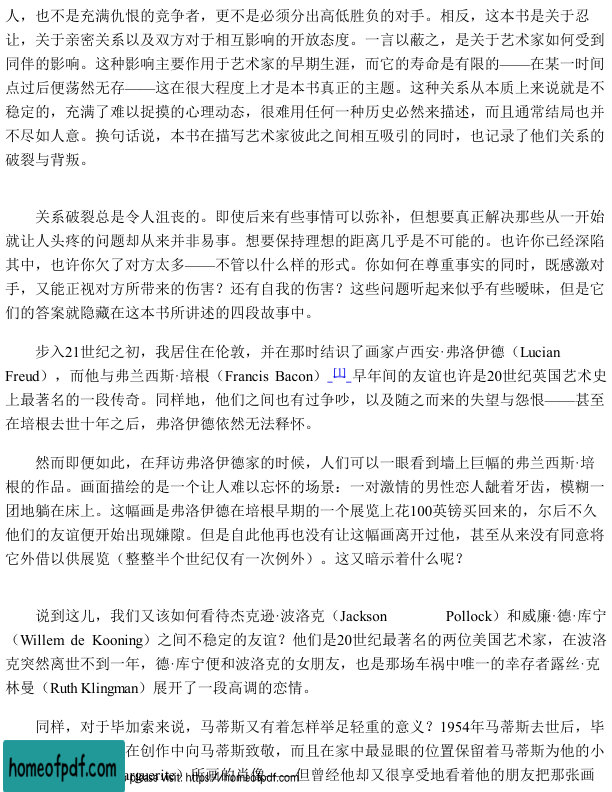 人，也不是充满仇恨的竞争者，更不是必须分出高低胜负的对手。相反，这本书是关于忍
让，关于亲密关系以及双方对于相互影响的开放态度。一言以蔽之，是关于艺术家如何受到
同伴的影响。这种影响主要作用于艺术家的早期生涯，而它的寿命是有限的——在某一时间
点过后便荡然无存——这在很大程度上才是本书真正的主题。这种关系从本质上来说就是不
稳定的，充满了难以捉摸的心理动态，很难用任何一种历史必然来描述，而且通常结局也并
不尽如人意。换句话说，本书在描写艺术家彼此之间相互吸引的同时，也记录了他们关系的
破裂与背叛。
关系破裂总是令人沮丧的。即使后来有些事情可以弥补，但想要真正解决那些从一开始
就让人头疼的问题却从来并非易事。想要保持理想的距离几乎是不可能的。也许你已经深陷
其中，也许你欠了对方太多——不管以什么样的形式。你如何在尊重事实的同时，既感激对
手，又能正视对方所带来的伤害？还有自我的伤害？这些问题听起来似乎有些暧昧，但是它
们的答案就隐藏在这本书所讲述的四段故事中。
步入21世纪之初，我居住在伦敦，并在那时结识了画家卢西安·弗洛伊德（Lucian
Freud），而他与弗兰西斯·培根（Francis Bacon）[1] 早年间的友谊也许是20世纪英国艺术史
上最著名的一段传奇。同样地，他们之间也有过争吵，以及随之而来的失望与怨恨——甚至
在培根去世十年之后，弗洛伊德依然无法释怀。
然而即便如此，在拜访弗洛伊德家的时候，人们可以一眼看到墙上巨幅的弗兰西斯·培
根的作品。画面描绘的是一个让人难以忘怀的场景：一对激情的男性恋人龇着牙齿，模糊一
团地躺在床上。这幅画是弗洛伊德在培根早期的一个展览上花100英镑买回来的，尔后不久
他们的友谊便开始出现嫌隙。但是自此他再也没有让这幅画离开过他，甚至从来没有同意将
它外借以供展览（整整半个世纪仅有一次例外）。这又暗示着什么呢？
说到这儿，我们又该如何看待杰克逊·波洛克（Jackson Pollock）和威廉·德·库宁
（Willem de Kooning）之间不稳定的友谊？他们是20世纪最著名的两位美国艺术家，在波洛
克突然离世不到一年，德·库宁便和波洛克的女朋友，也是那场车祸中唯一的幸存者露丝·克
林曼（Ruth Klingman）展开了一段高调的恋情。
同样，对于毕加索来说，马蒂斯又有着怎样举足轻重的意义？1954年马蒂斯去世后，毕
在创作中向马蒂斯致敬，而且在家中最显眼的位置保留着马蒂斯为他的小
所画的肖像——但曾经他却又很享受地看着他的朋友把那张画
homeofpdf.com
please visit: https://homeofpdf.com